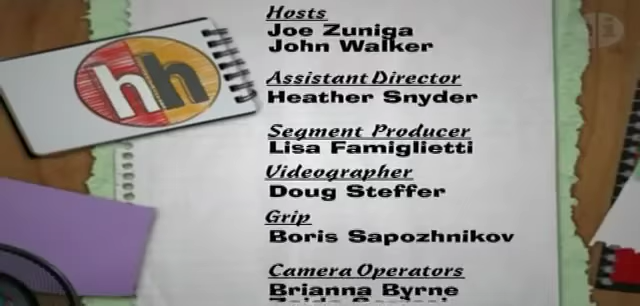 hh
Hosts
Joe Zuniga
John Walker
Assistant Director
Heather Snyder
Segment Producer
Lisa Famiglietti
Videographer
Doug Steffer
Grip
Boris Sapozhnikov
Camera Operators
Brianna Byrne